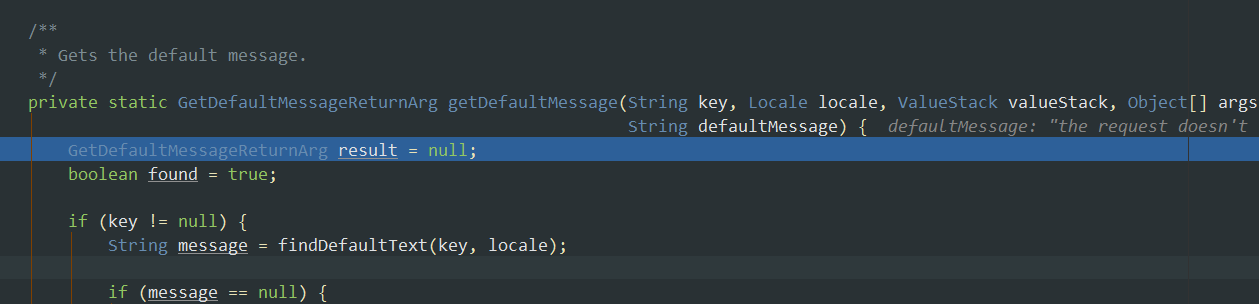 /**
 * Gets the default message.
 */
private static GetDefaultMessageReturnArg getDefaultMessage(String key, Locale locale, ValueStack valueStack, Object[] args
String defaultMessage) { defaultMessage: "the request doesn't
GetDefaultMessageReturnArg result = null;
boolean found = true;
if (key != null) {
String message = findDefaultText(key, locale);
if (message == null) {